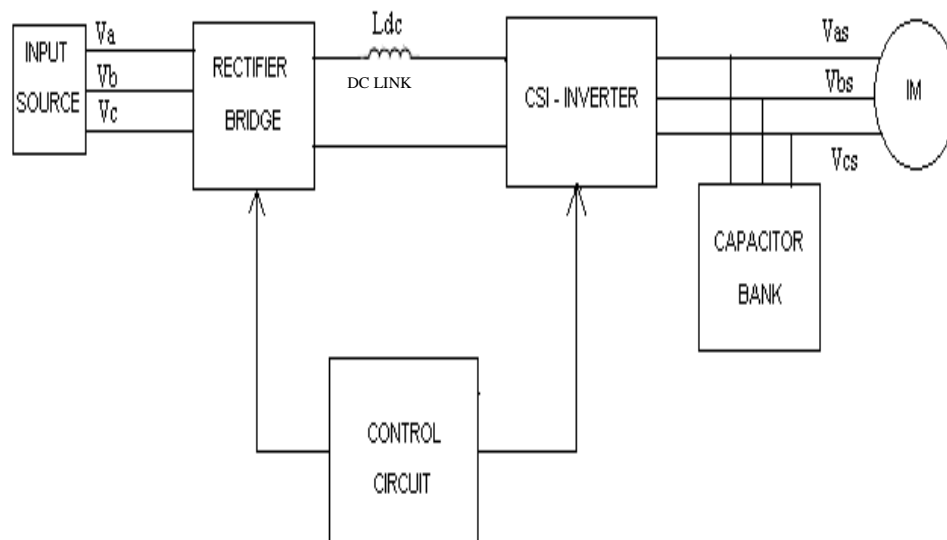 INPUT
SOURCE
Va
Vb
Vc
RECTIFIER
BRIDGE
Ldc
DC LINK
CSI - INVERTER
Vas
Vbs
Vcs
IM
CAPACITOR
BANK
CONTROL
CIRCUIT